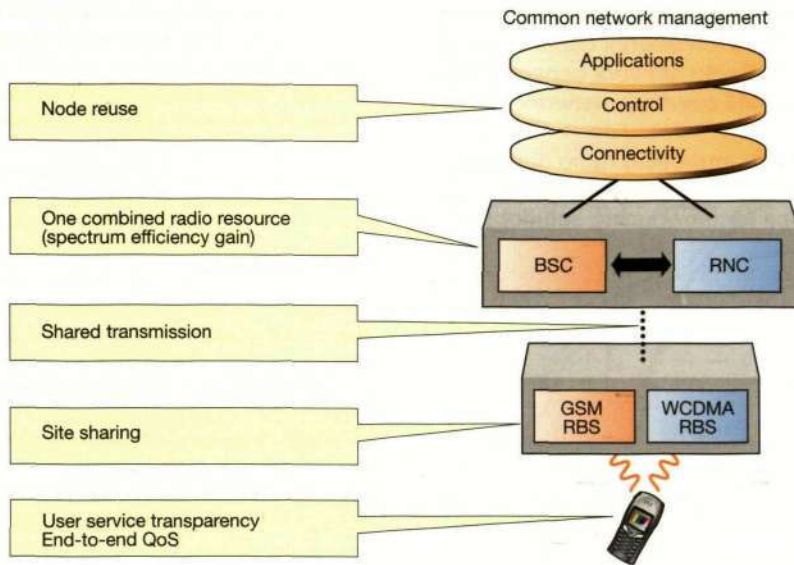 Common network management
Applications
Node reuse
Control
Connectivity
One combined radio resource
(spectrum efficiency gain)
BSC
RNC
Shared transmission
GSM
RBS
WCDMA
RBS
Site sharing
User service transparency
End-to-end QoS